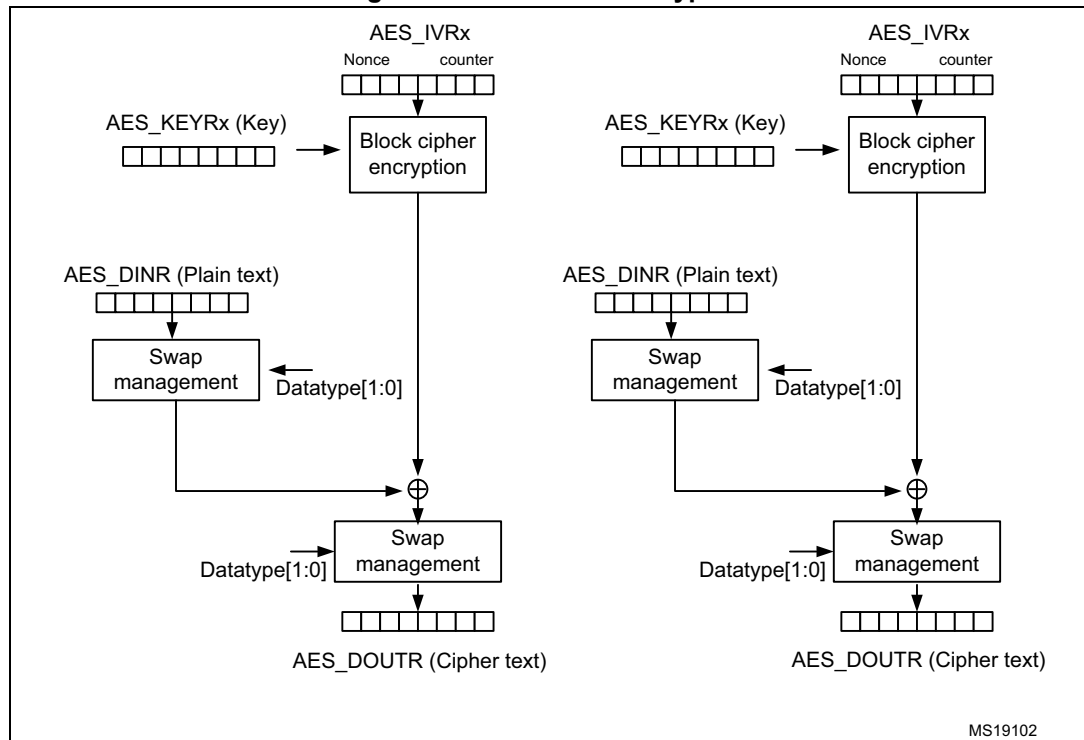 AES_IVRx
Nonce counter
AES_KEYRx (Key)
Block cipher
encryption
AES_DINR (Plain text)
Swap
management
Datatype[1:0]
Swap
management
Datatype[1:0]
AES_DOUTR (Cipher text)
AES_IVRx
Nonce counter
AES_KEYRx (Key)
Block cipher
encryption
AES_DINR (Plain text)
Swap
management
Datatype[1:0]
Swap
management
Datatype[1:0]
AES_DOUTR (Cipher text)
MS19102